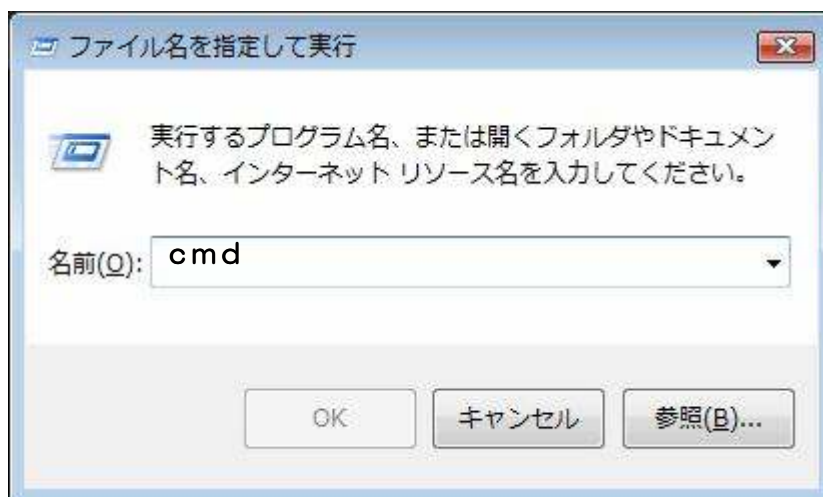 ファイル名を指定して実行
実行するプログラム名、または開くフォルダやドキュメン
ト名、インターネット リソース名を入力してください。
名前(O): cmd
OK キャンセル 参照(B)...